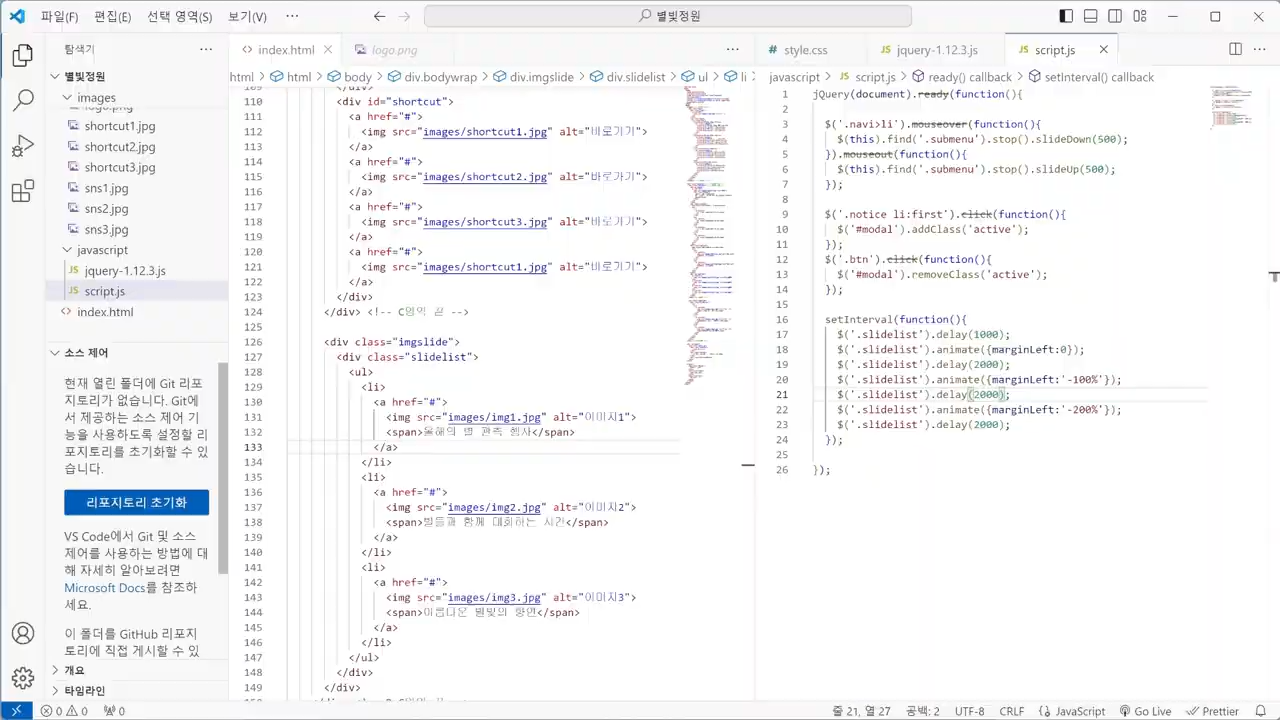 파일(F) 편집(E) 선택 영역(S) 보기(V) ··· 별빛정원
탐색기 ···
별빛정원
images
shortcut1.jpg
shortcut2.jpg
sns1.jpg
sns2.jpg
sns3.jpg
javascript
jquery-1.12.3.js
script.js
index.html
소스 제어
현재 열린 폴더에 Git 리포
지토리가 없습니다. Git에
서 제공하는 소스 제어 기
능을 사용하도록 설정할 리
포지토리를 초기화할 수 있
습니다.
리포지토리 초기화
VS Code에서 Git 및 소스
제어를 사용하는 방법에 대
해 자세히 알아보려면
Microsoft Docs를 참조하
세요.
이 폴더를 GitHub 리포지
토리에 직접 게시할 수 있
개요
타임라인
index.html logo.png ···
html > html > body > div.bodywrap > div.imgslide > div.slidelist > ul > li
110 <div id="shortcut">
111 <a href="#">
112 <img src="images/shortcut1.jpg" alt="바로가기1">
113 </a>
114 <a href="#">
115 <img src="images/shortcut2.jpg" alt="바로가기
116 </a>
117 <a href="#">
118 <img src="images/shortcut3.jpg" alt="바로가기1">
119 </a>
120 <a href="#">
121 <img src="images/shortcut1.jpg" alt="바로가기
122 </a>
123 </div>
124 </div> <!-- C영역
125
126 <div class="imgslide">
127 <div class="slidelist">
128 <ul>
129 <li>
130 <a href="#">
131 <img src="images/img1.jpg" alt="이미지1">
132 <span>올해의 별 관측 행사</span>
133 </a>
134 </li>
135 <li>
136 <a href="#">
137 <img src="images/img2.jpg" alt="이미지2">
138 <span>별들과 함께 대화하는 시간</span>
139 </a>
140 </li>
141 <li>
142 <a href="#">
143 <img src="images/img3.jpg" alt="이미지3">
144 <span>아름다운 별빛의 향연</span>
145 </a>
146 </li>
147 </ul>
148 </div>
149 </div>
style.css jquery-1.12.3.js script.js ···
javascript > script.js > ready() callback > setInterval() callback
1 jQuery(document).ready(function(){
2
3 $('.navi>li').mouseover(function(){
4 $(this).find('.submenu').stop().slideDown(500);
5 }).mouseout(function(){
6 $(this).find('.submenu').stop().slideUp(500);
7 });
8
9 $('.notice li:first').click(function(){
10 $('#modal').addClass('active');
11 });
12 $('.btn').click(function(){
13 $('#modal').removeClass('active');
14 });
15
16 setInterval(function(){
17 $('.slidelist').delay(1000);
18 $('.slidelist').animate({marginLeft:0});
19 $('.slidelist').delay(2000);
20 $('.slidelist').animate({marginLeft:'-100%'});
21 $('.slidelist').delay(2000);
22 $('.slidelist').animate({marginLeft:'-200%'});
23 $('.slidelist').delay(2000);
24 });
25
26 });
0 0 0 줄 21, 열 27 공백: 2 UTF-8 CRLF JavaScript Go Live Prettier